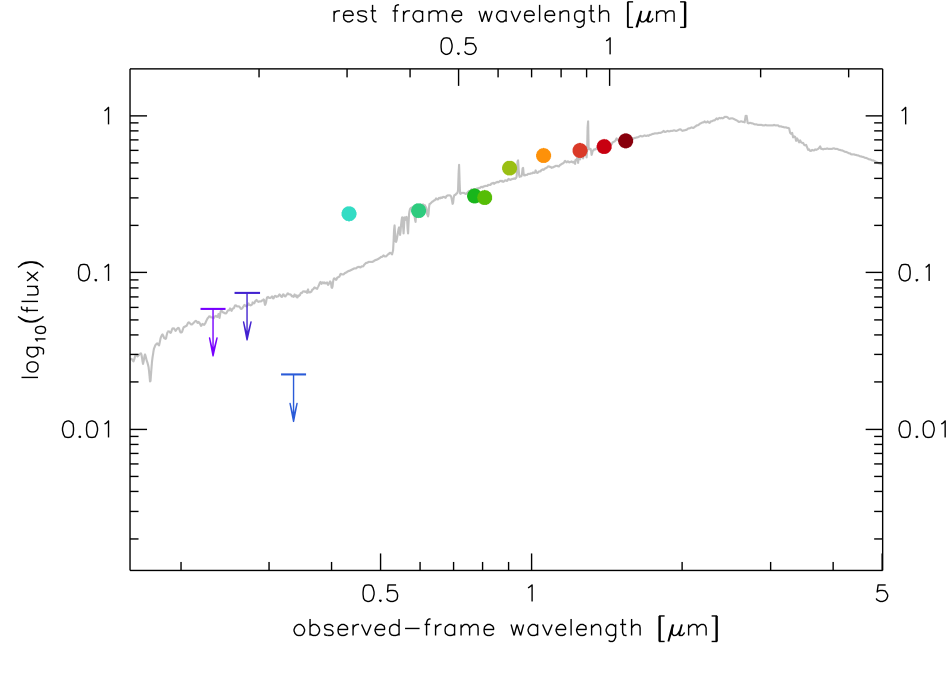 rest frame wavelength [μm]
0.5 1
1 1
0.1 0.1
log10(flux)
0.01 0.01
0.5 1 5
observed-frame wavelength [μm]